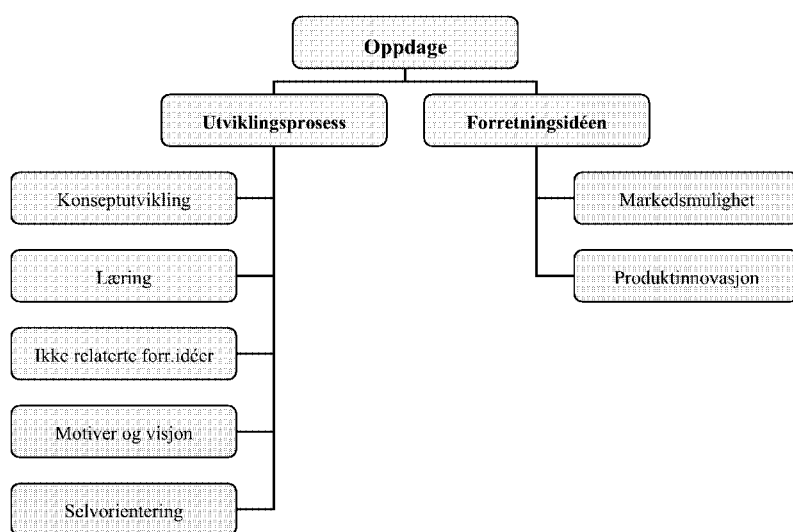 Oppdage
Utviklingsprosess
Forretningsidéen
Konseptutvikling
Læring
Ikke relaterte forr.idéer
Motiver og visjon
Selvorientering
Markedsmulighet
Produktinnovasjon